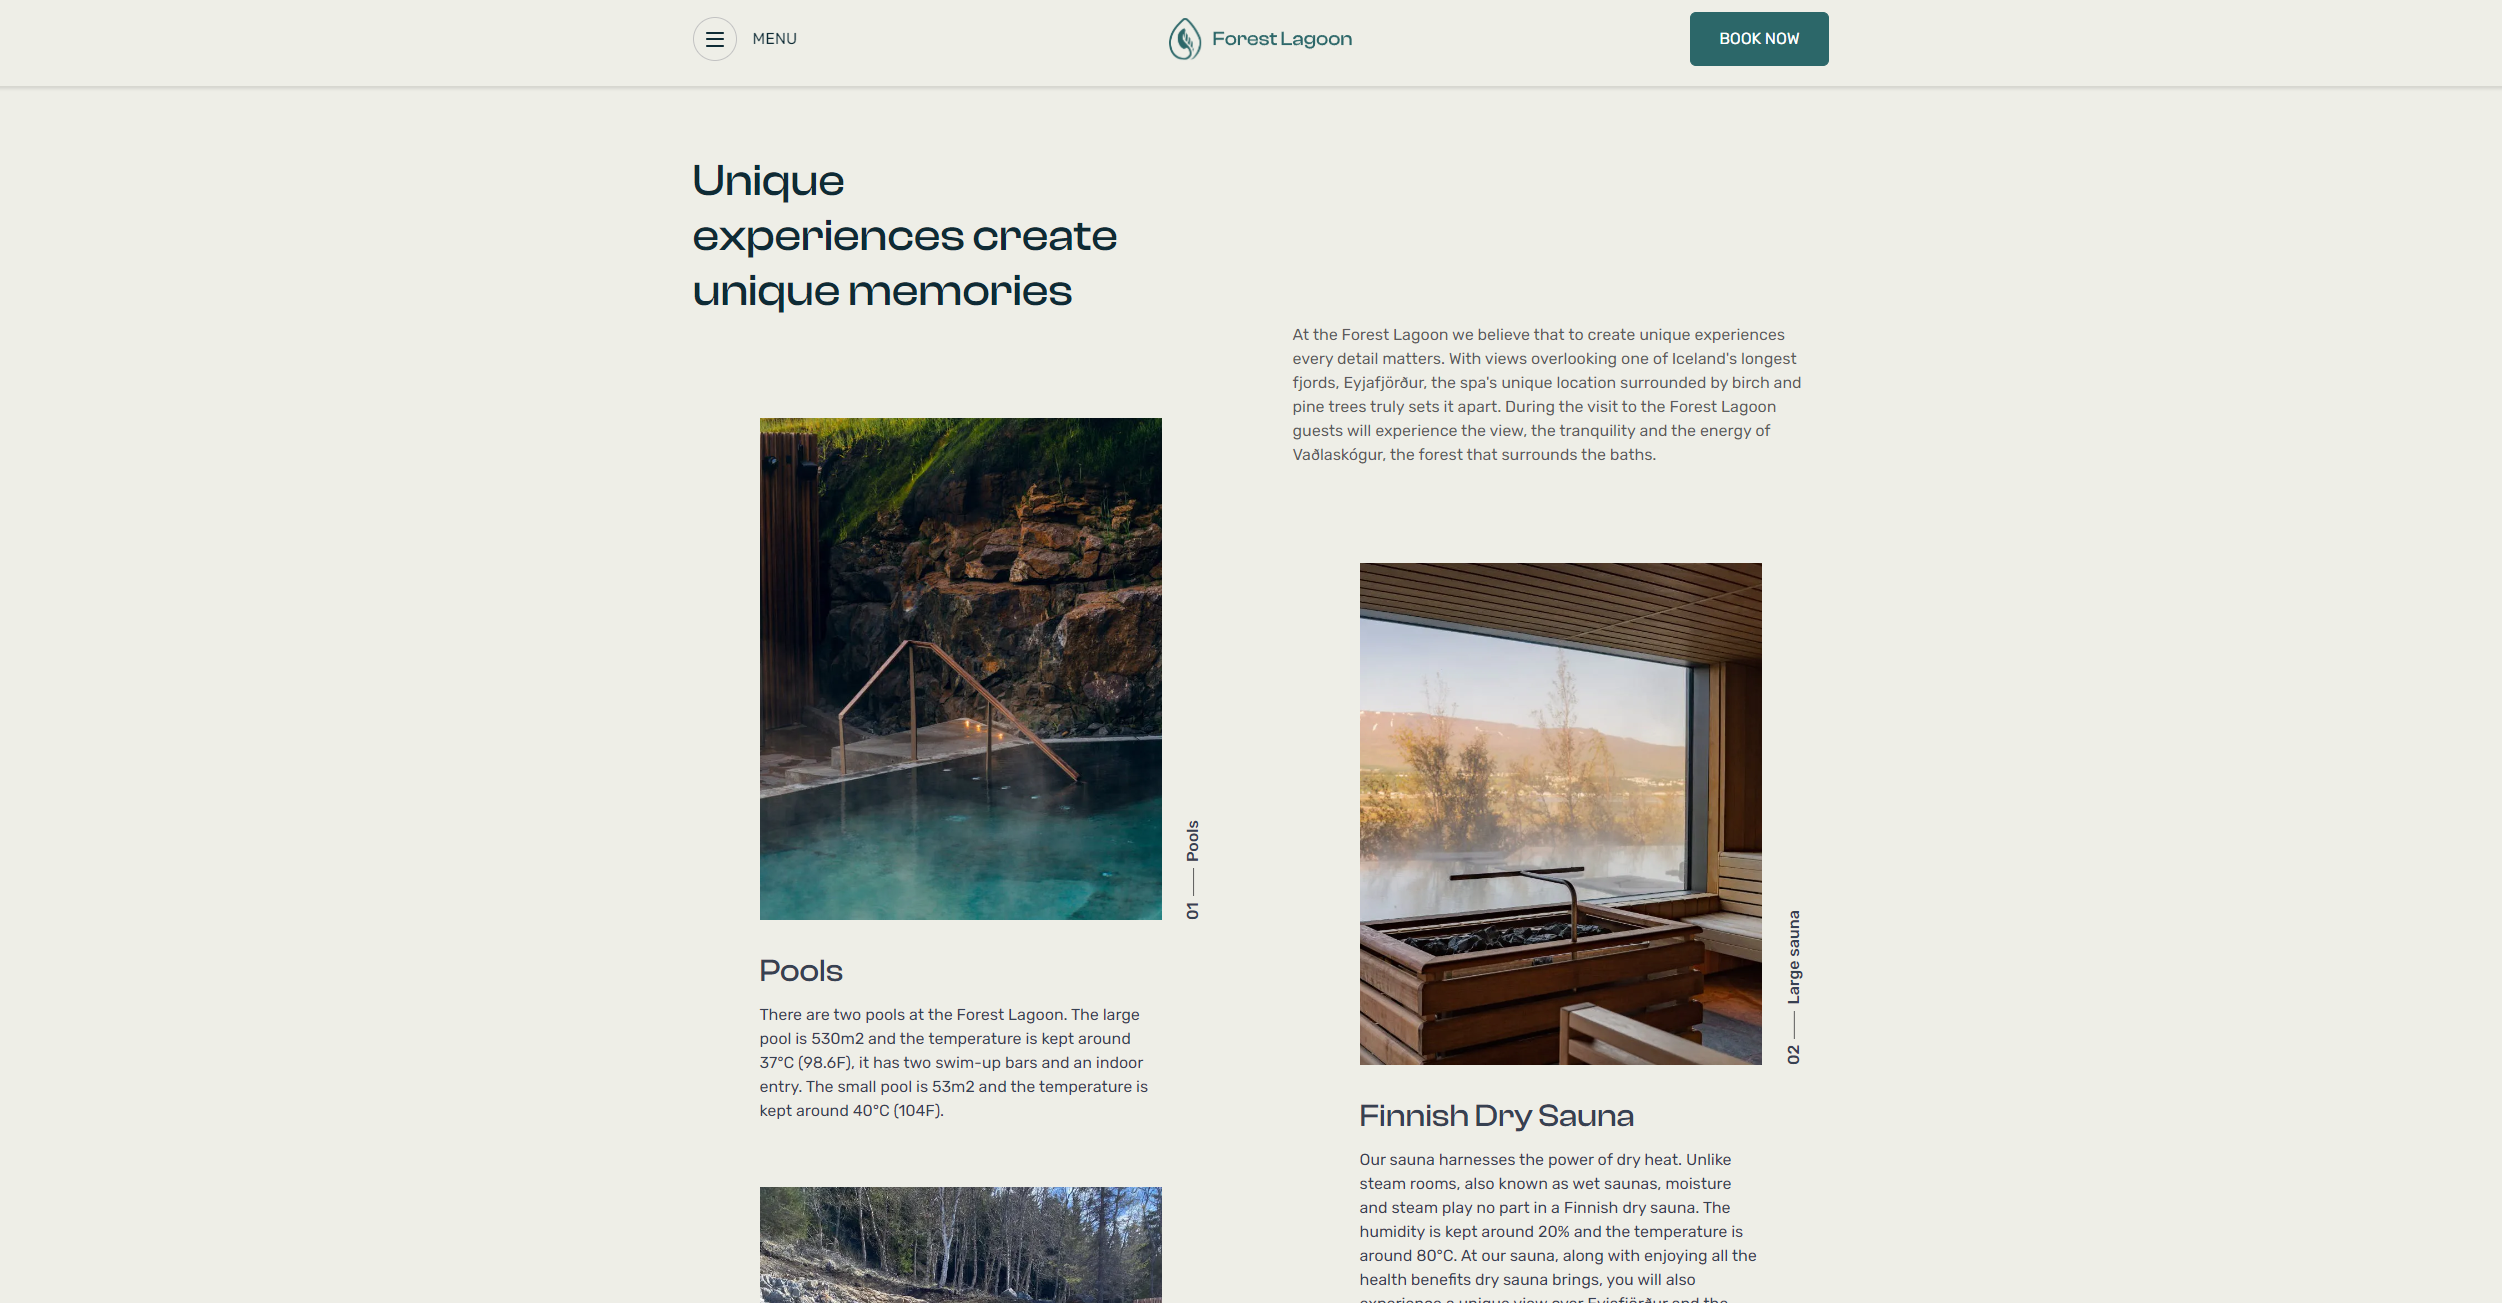 MENU
Forest Lagoon
BOOK NOW
Unique
experiences create
unique memories
At the Forest Lagoon we believe that to create unique experiences
every detail matters. With views overlooking one of Iceland's longest
fjords, Eyjafjörður, the spa's unique location surrounded by birch and
pine trees truly sets it apart. During the visit to the Forest Lagoon
guests will experience the view, the tranquility and the energy of
Vaðlaskógur, the forest that surrounds the baths.
01 — Pools
Pools
There are two pools at the Forest Lagoon. The large
pool is 530m2 and the temperature is kept around
37°C (98.6F), it has two swim-up bars and an indoor
entry. The small pool is 53m2 and the temperature is
kept around 40°C (104F).
02 — Large sauna
Finnish Dry Sauna
Our sauna harnesses the power of dry heat. Unlike
steam rooms, also known as wet saunas, moisture
and steam play no part in a Finnish dry sauna. The
humidity is kept around 20% and the temperature is
around 80°C. At our sauna, along with enjoying all the
health benefits dry sauna brings, you will also
experience a unique view over Eyjafjörður and the